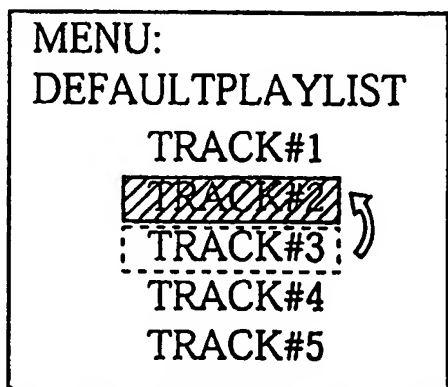 MENU:
DEFAULTPLAYLIST
TRACK#1
TRACK#2
TRACK#3
TRACK#4
TRACK#5